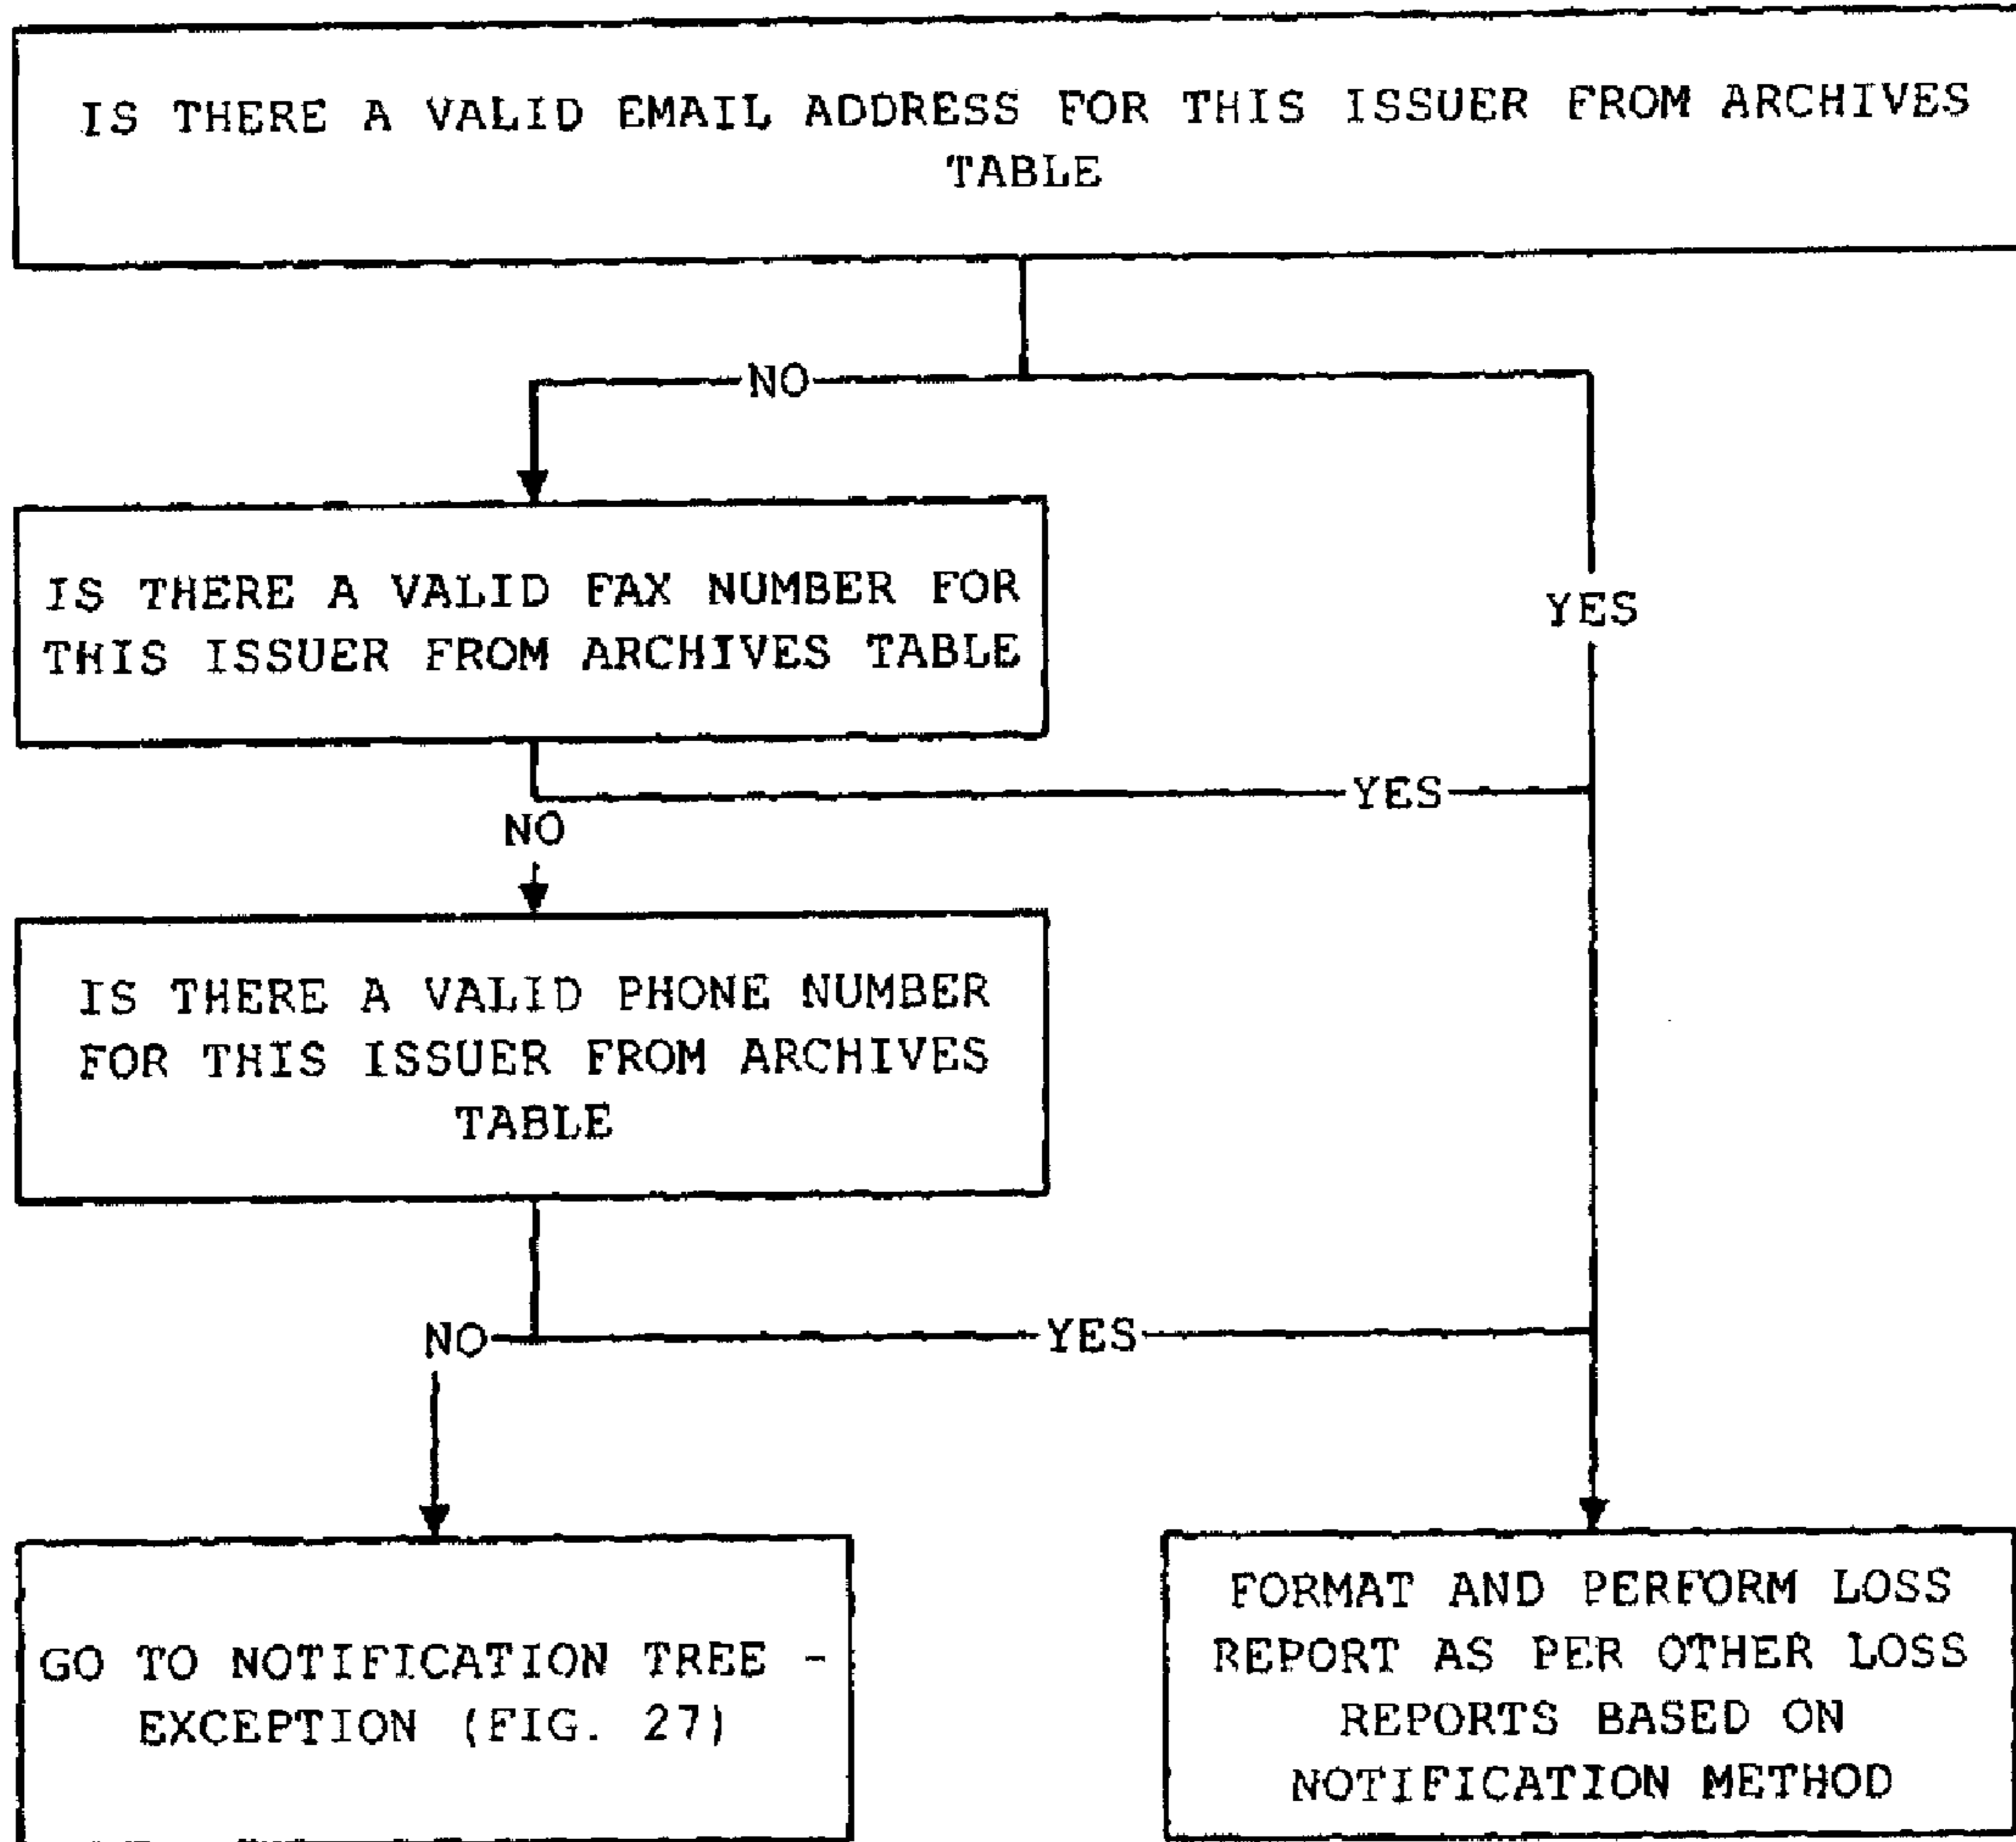 IS THERE A VALID EMAIL ADDRESS FOR THIS ISSUER FROM ARCHIVES
TABLE
NO
IS THERE A VALID FAX NUMBER FOR
THIS ISSUER FROM ARCHIVES TABLE
YES
YES
NO
IS THERE A VALID PHONE NUMBER
FOR THIS ISSUER FROM ARCHIVES
TABLE
NO
YES
GO TO NOTIFICATION TREE -
EXCEPTION (FIG. 27)
FORMAT AND PERFORM LOSS
REPORT AS PER OTHER LOSS
REPORTS BASED ON
NOTIFICATION METHOD